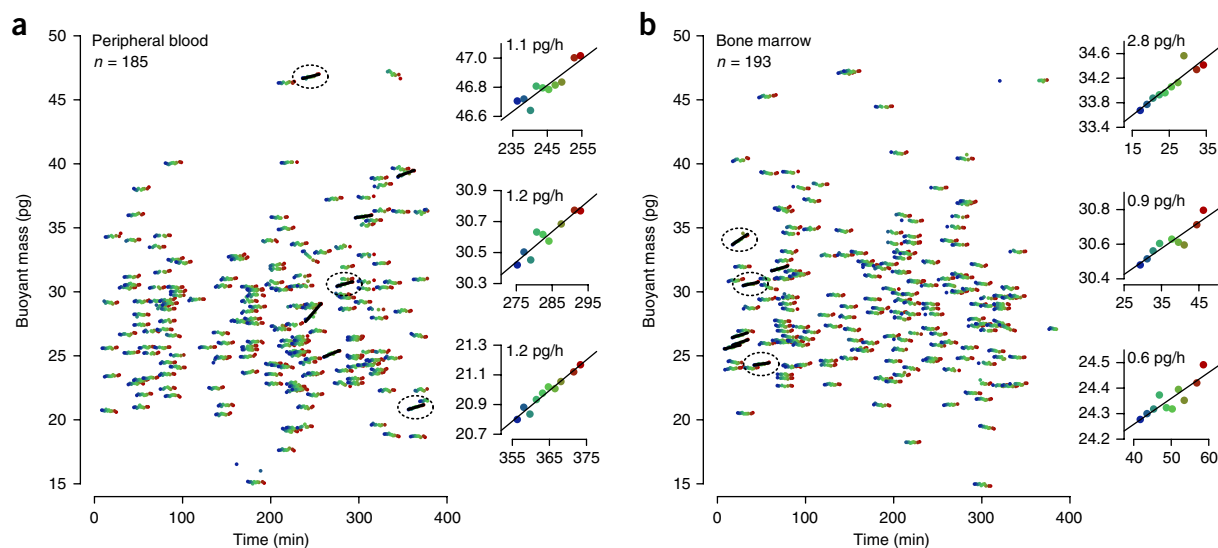 a
Peripheral blood
n = 185
Buoyant mass (pg)
50
45
40
35
30
25
20
15
0 100 200 300 400
Time (min)
1.1 pg/h
47.0
46.8
46.6
235 245 255
1.2 pg/h
30.9
30.7
30.5
30.3
275 285 295
1.2 pg/h
21.3
21.1
20.9
20.7
355 365 375
b
Bone marrow
n = 193
Buoyant mass (pg)
50
45
40
35
30
25
20
15
0 100 200 300 400
Time (min)
2.8 pg/h
34.6
34.2
33.8
33.4
15 25 35
0.9 pg/h
30.8
30.6
30.4
25 35 45 50
0.6 pg/h
24.5
24.4
24.3
24.2
40 50 60